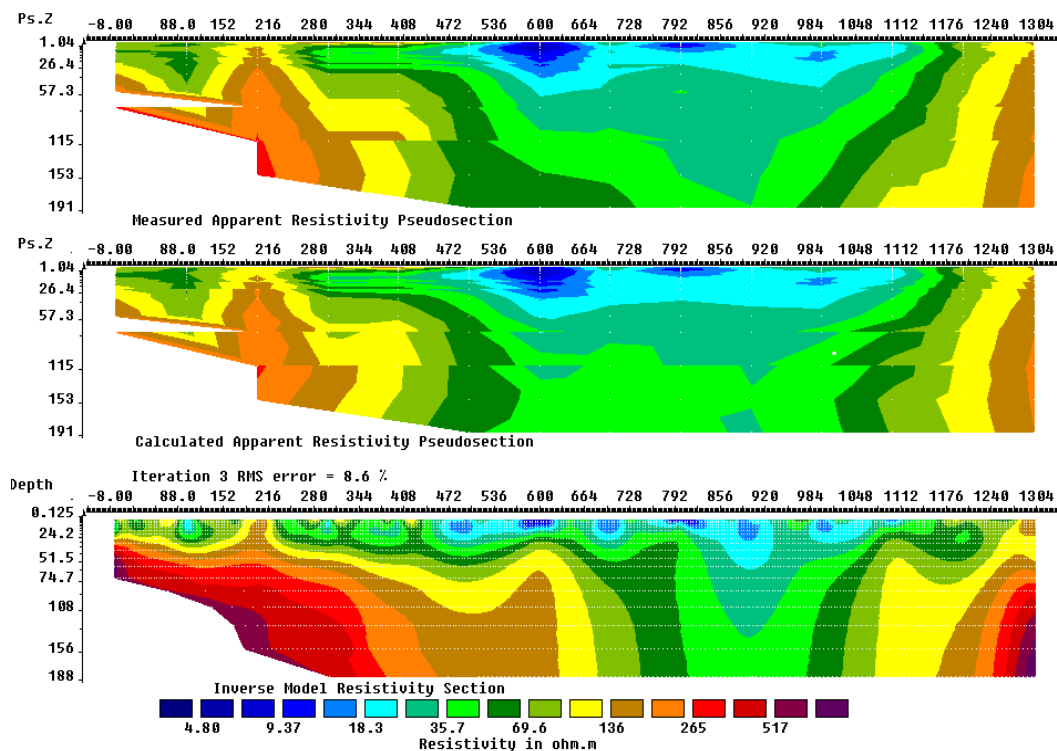 Ps.Z -8.00 88.0 152 216 280 344 408 472 536 600 664 728 792 856 920 984 1048 1112 1176 1240 1304
1.04
26.4
57.3
115
153
191
Measured Apparent Resistivity Pseudosection
Ps.Z -8.00 88.0 152 216 280 344 408 472 536 600 664 728 792 856 920 984 1048 1112 1176 1240 1304
1.04
26.4
57.3
115
153
191
Calculated Apparent Resistivity Pseudosection
Iteration 3 RMS error = 8.6 %
Depth -8.00 88.0 152 216 280 344 408 472 536 600 664 728 792 856 920 984 1048 1112 1176 1240 1304
0.125
24.2
51.5
74.7
108
156
188
Inverse Model Resistivity Section
4.80 9.37 18.3 35.7 69.6 136 265 517
Resistivity in ohm.m